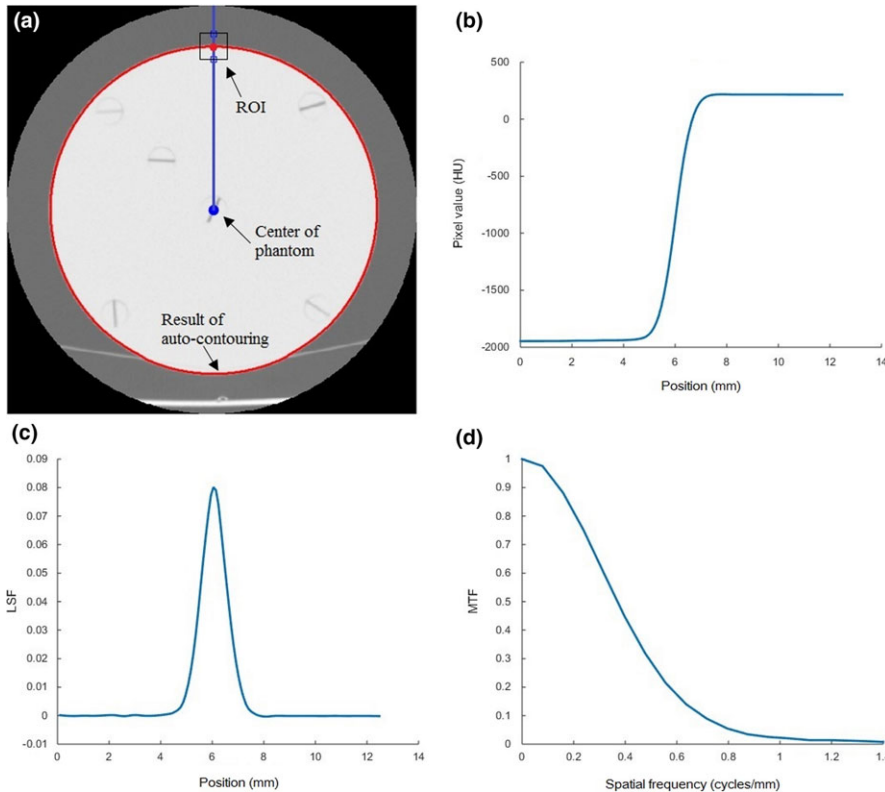 (a)
ROI
Center of
phantom
Result of
auto-contouring
(b)
500
0
-500
-1000
-1500
-2000
0 2 4 6 8 10 12 14
Pixel value (HU)
Position (mm)
(c)
0.09
0.08
0.07
0.06
0.05
0.04
0.03
0.02
0.01
0
-0.01
0 2 4 6 8 10 12 14
LSF
Position (mm)
(d)
1
0.9
0.8
0.7
0.6
0.5
0.4
0.3
0.2
0.1
0
0 0.2 0.4 0.6 0.8 1 1.2
MTF
Spatial frequency (cycles/mm)